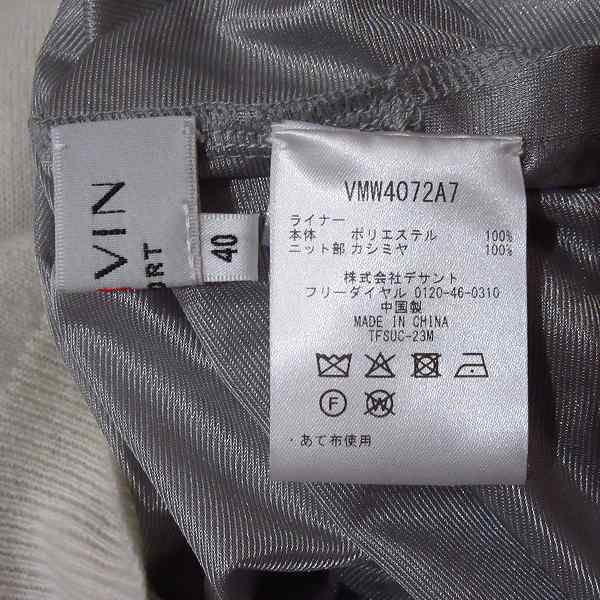 VIN
ORT
40
VMW4072A7
ライナー
本体 ポリエステル 100%
ニット部 カシミヤ 100%
株式会社デサント
フリーダイヤル 0120-46-0310
中国製
MADE IN CHINA
TFSUC-23M
F W
・あて布使用